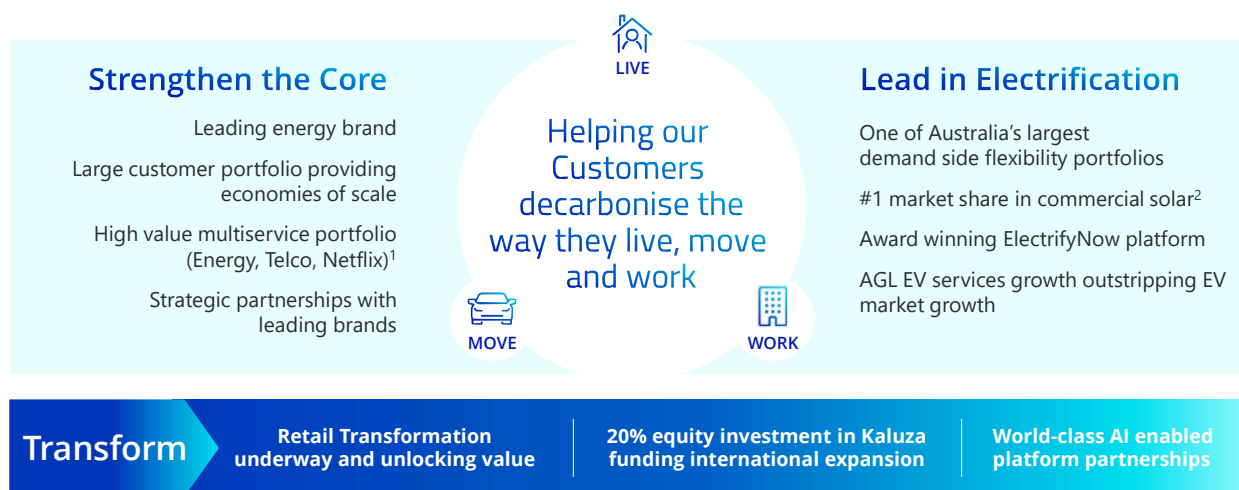 Strengthen the Core
Leading energy brand
Large customer portfolio providing
economies of scale
High value multiservice portfolio
(Energy, Telco, Netflix)¹
Strategic partnerships with
leading brands
LIVE
Helping our
Customers
decarbonise the
way they live, move
and work
MOVE
WORK
Lead in Electrification
One of Australia’s largest
demand side flexibility portfolios
#1 market share in commercial solar²
Award winning ElectrifyNow platform
AGL EV services growth outstripping EV
market growth
Transform
Retail Transformation
underway and unlocking value
20% equity investment in Kaluza
funding international expansion
World-class AI enabled
platform partnerships